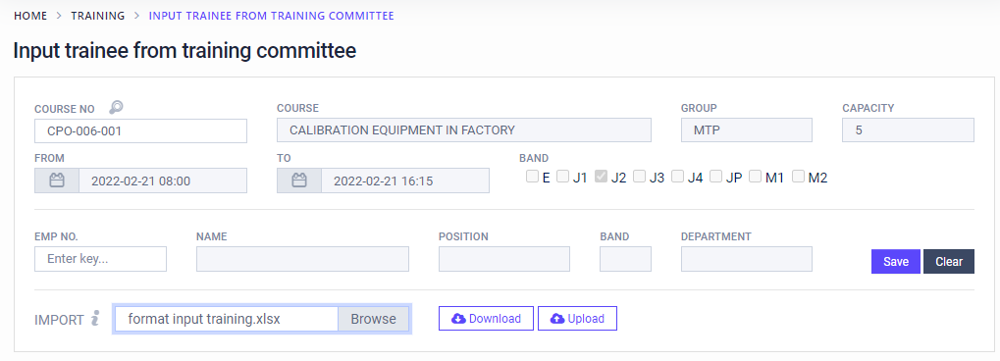 HOME > TRAINING > INPUT TRAINEE FROM TRAINING COMMITTEE
Input trainee from training committee
COURSE NO COURSE GROUP CAPACITY
CPO-006-001 CALIBRATION EQUIPMENT IN FACTORY MTP 5
FROM TO BAND
2022-02-21 08:00 2022-02-21 16:15 E J1 J2 J3 J4 JP M1 M2
EMP NO. NAME POSITION BAND DEPARTMENT
Enter key... Save Clear
IMPORT i format input training.xlsx Browse Download Upload